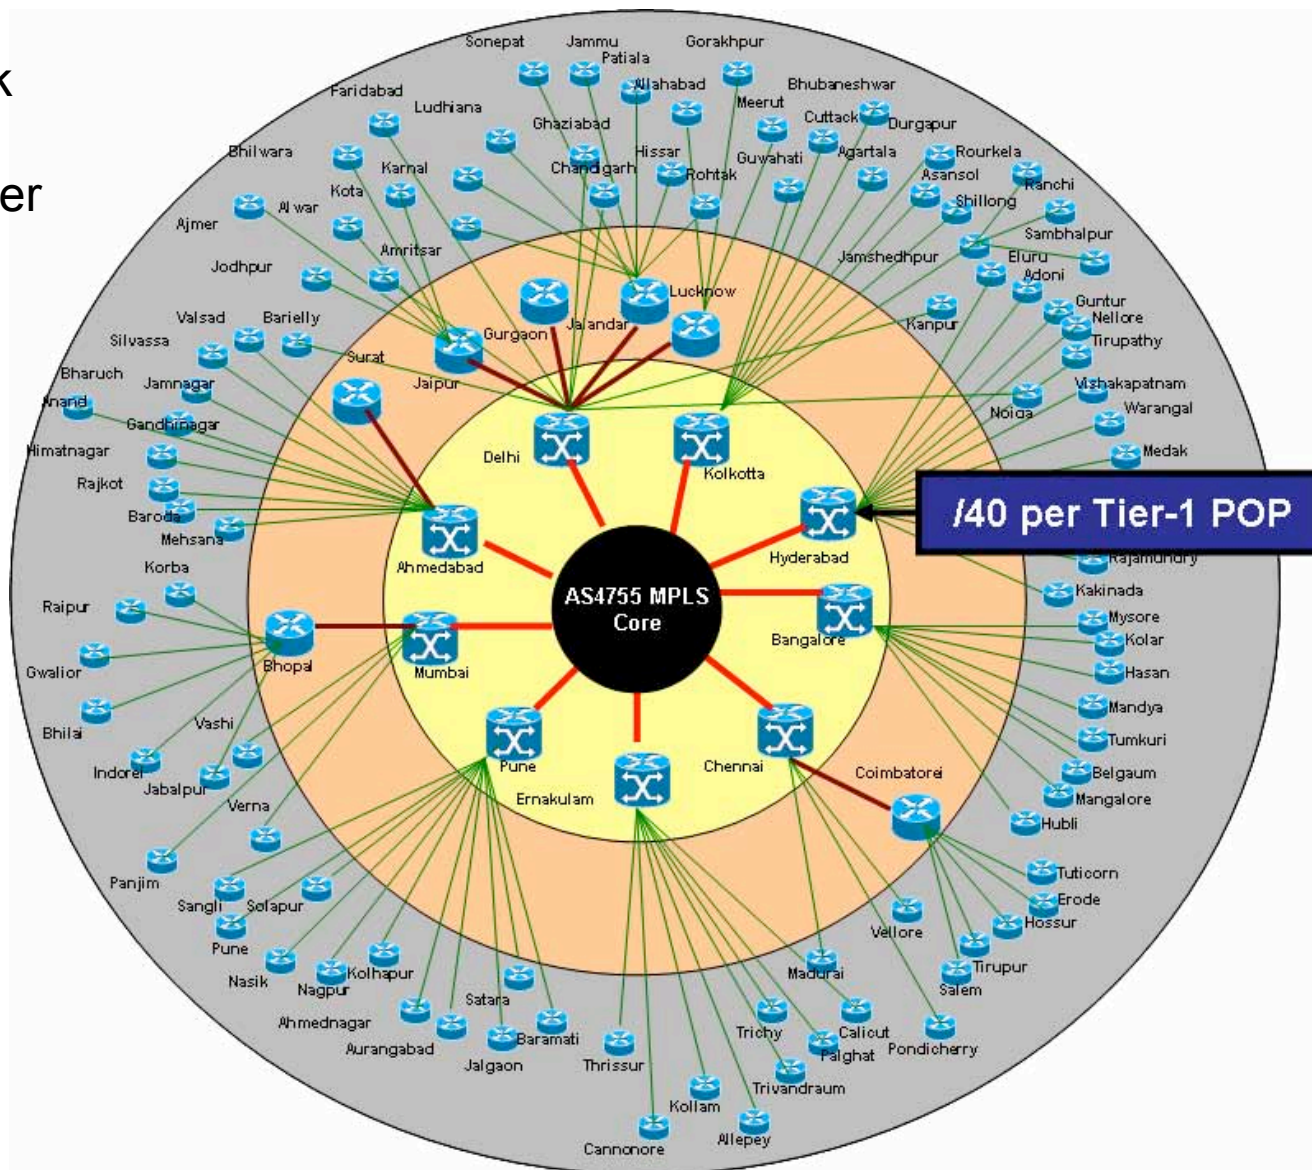 k
er
Sonepat
Jammu
Patiala
Gorakhpur
Faridabad
Ludhiana
Allahabad
Meerut
Bhubaneshwar
Ghaziabad
Cuttack
Durgapur
Bhilwara
Karnal
Chandigarh
Hissar
Rohtak
Guwahati
Agartala
Rourkela
Asansol
Ranchi
Kota
Shillong
Ajmer
Alwar
Sambhalpur
Amritsar
Jamshedhpur
Eluru
Adoni
Jodhpur
Lucknow
Guntur
Valsad
Barielly
Gurgaon
Jalandar
Kanpur
Nellore
Silvassa
Surat
Jaipur
Tirupathy
Bharuch
Jamnagar
Vishakapatnam
Anand
Gandhinagar
Noida
Warangal
Himatnagar
Delhi
Kolkotta
Medak
Rajkot
Baroda
/40 per Tier-1 POP
Mehsana
Ahmedabad
Hyderabad
Rajamundry
Korba
AS4755 MPLS
Core
Kakinada
Raipur
Mysore
Bangalore
Kolar
Gwalior
Bhopal
Mumbai
Hasan
Mandya
Bhilai
Vashi
Tumkuri
Indorei
Jabalpur
Pune
Chennai
Coimbatorei
Belgaum
Verna
Ernakulam
Mangalore
Hubli
Panjim
Tuticorn
Sangli
Solapur
Erode
Pune
Vellore
Hossur
Nasik
Nagpur
Kolhapur
Madurai
Tirupur
Satara
Salem
Ahmednagar
Baramati
Trichy
Calicut
Aurangabad
Palghat
Pondicherry
Jalgaon
Thrissur
Trivandraum
Kollam
Cannonore
Allepey